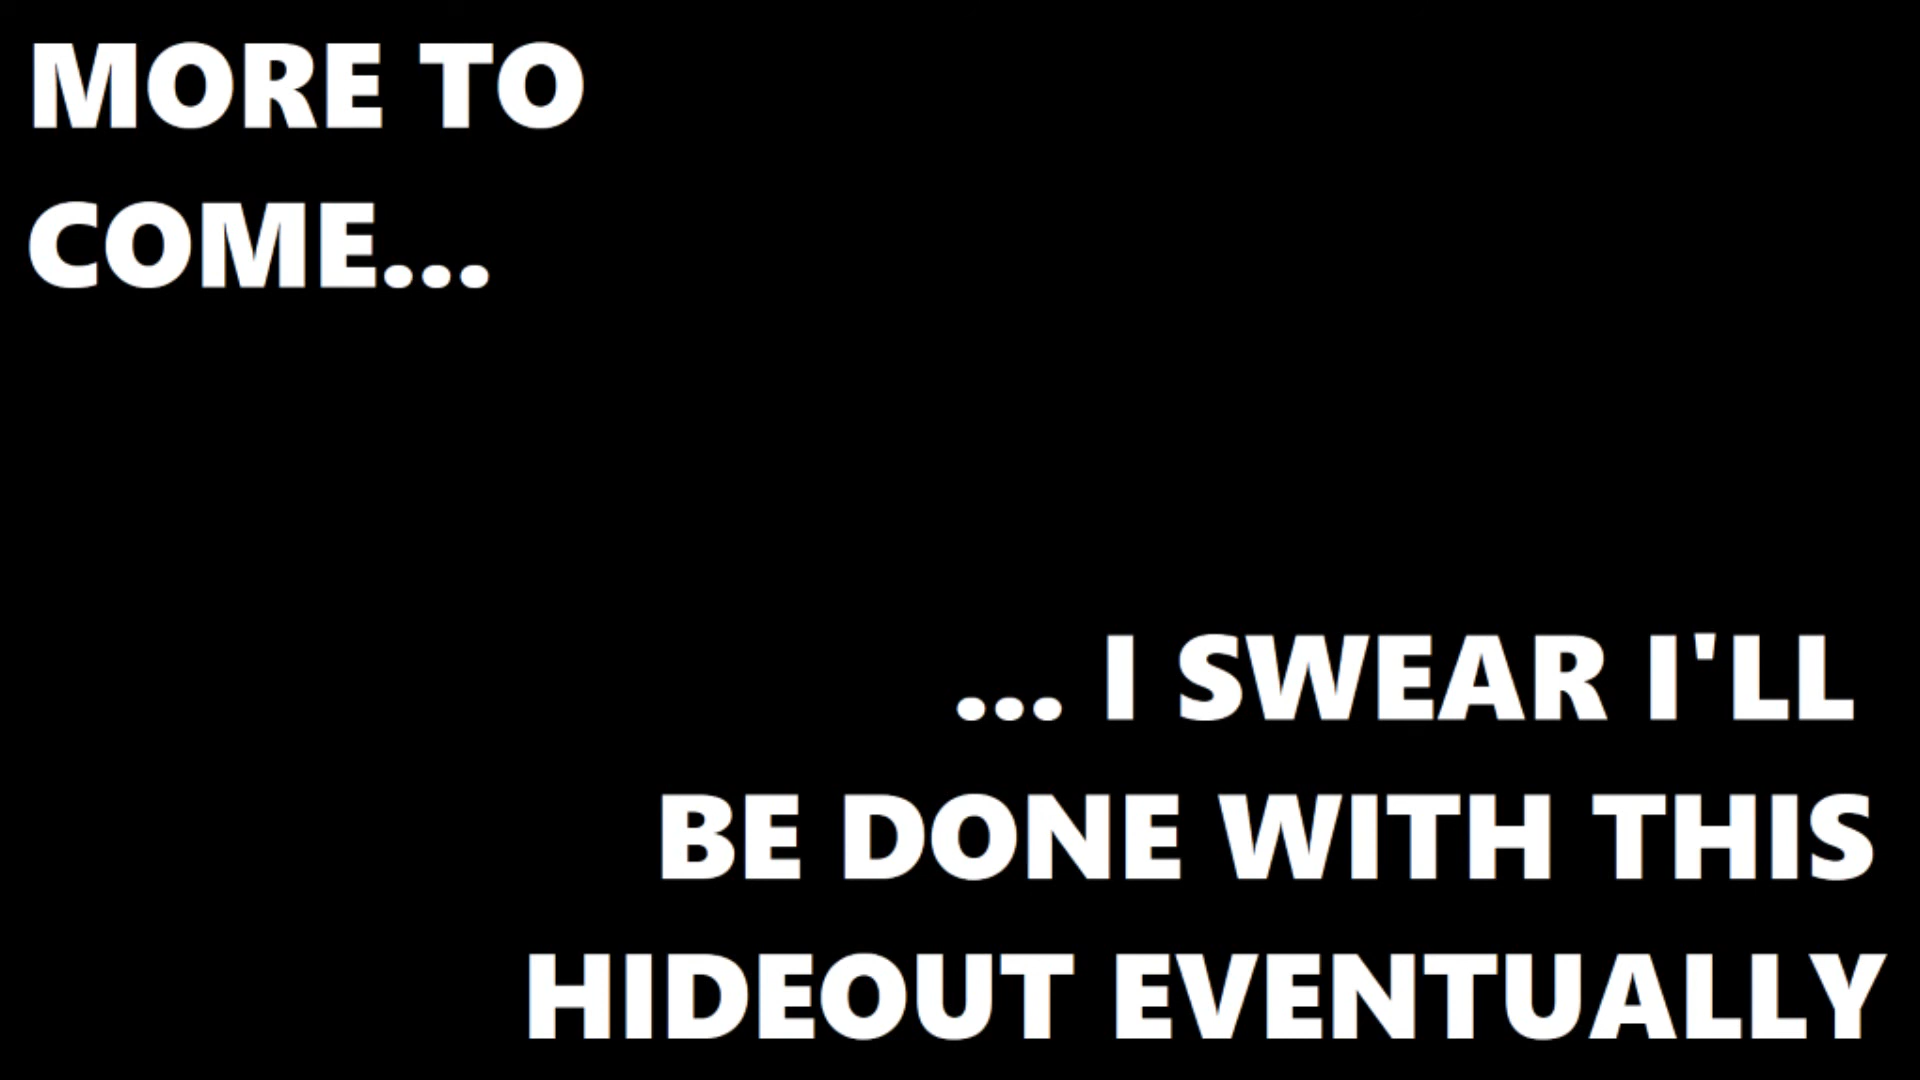 MORE TO
COME...
... I SWEAR I'LL
BE DONE WITH THIS
HIDEOUT EVENTUALLY